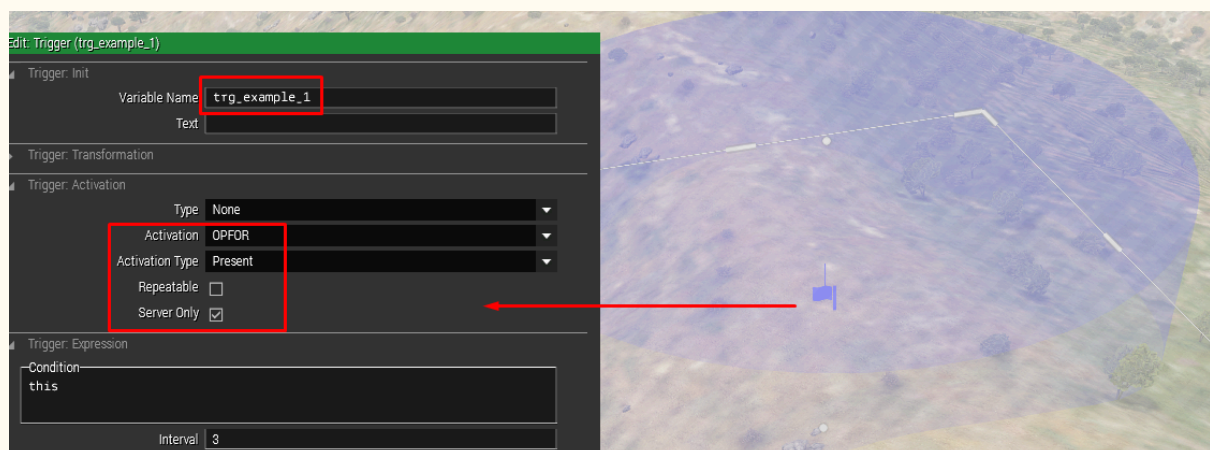 Edit: Trigger (trg_example_1)
Trigger: Init
Variable Name trg_example_1
Text
Trigger: Transformation
Trigger: Activation
Type None
Activation OPFOR
Activation Type Present
Repeatable
Server Only
Trigger: Expression
Condition
this
Interval 3